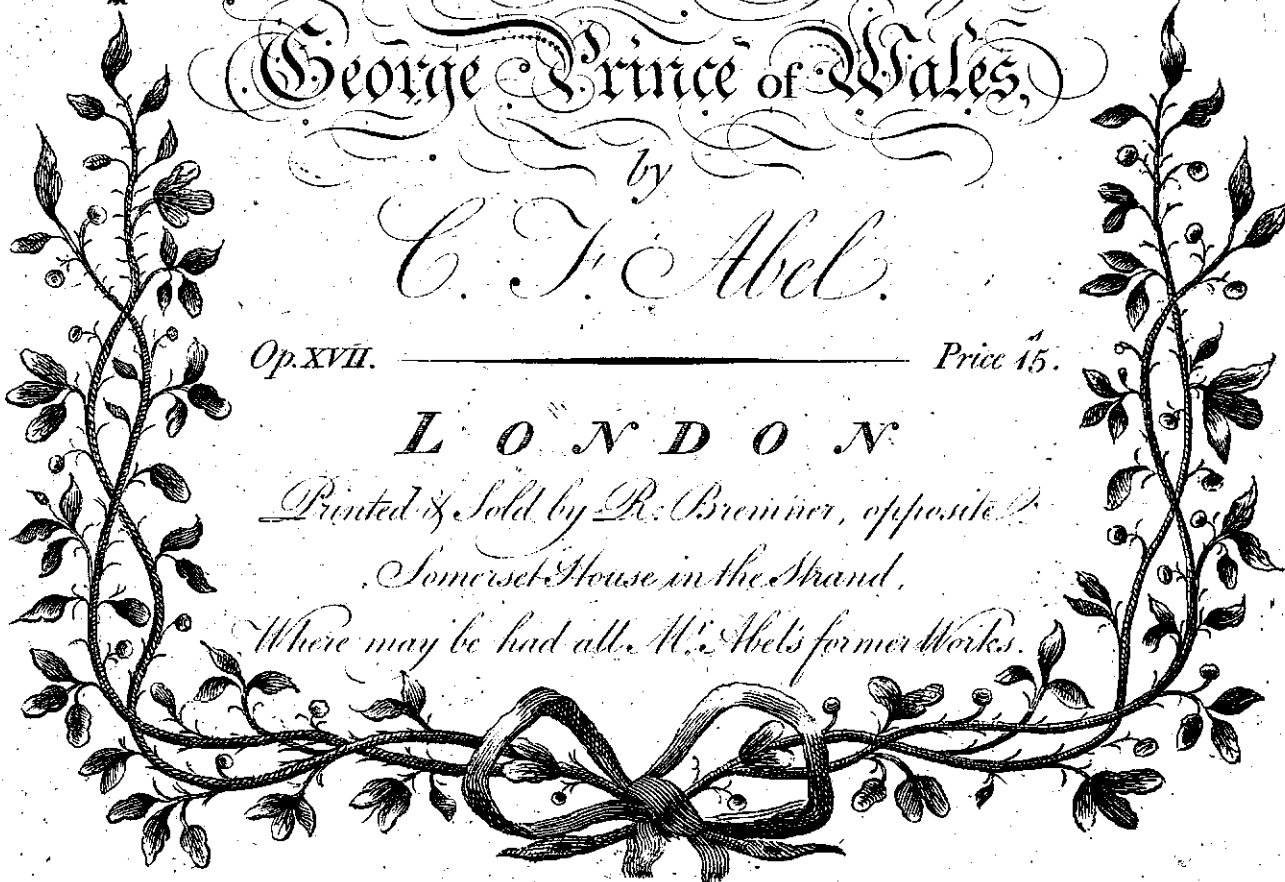 George Prince of Wales,
by
C. F. Abel.
Op. XVII. Price 15.s
LONDON
Printed & Sold by R. Bremner, opposite
Somerset House in the Strand,
Where may be had all Mr. Abel's former Works.